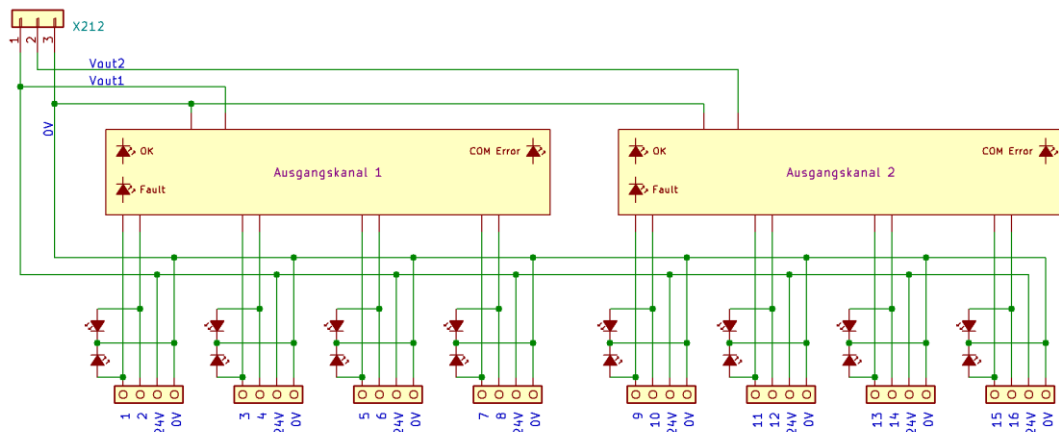 X212
1 2 3
Vout2
Vout1
0V
OK
COM Error
Ausgangskanal 1
Fault
OK
COM Error
Ausgangskanal 2
Fault
1 2 24V 0V
3 4 24V 0V
5 6 24V 0V
7 8 24V 0V
9 10 24V 0V
11 12 24V 0V
13 14 24V 0V
15 16 24V 0V